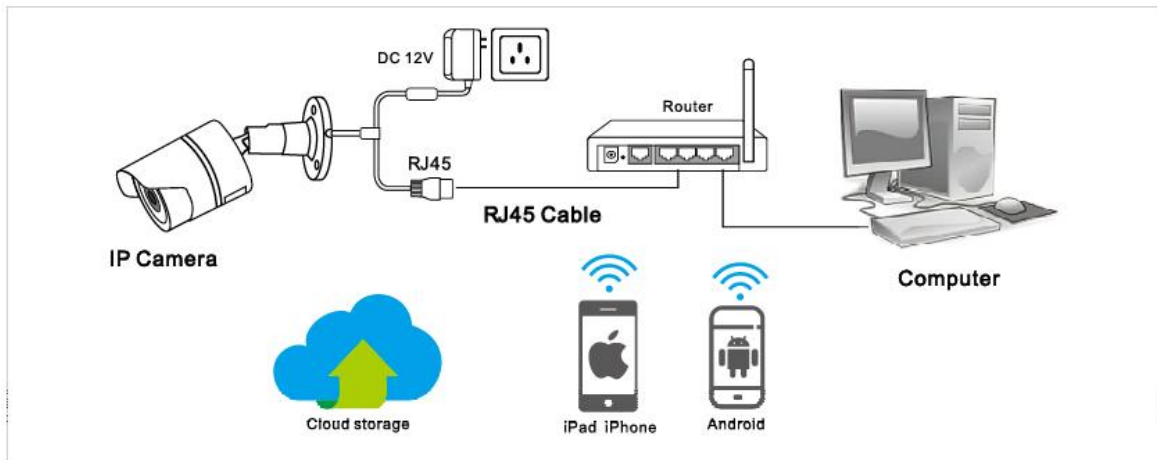 DC 12V
Router
RJ45
RJ45 Cable
IP Camera
Computer
Cloud storage
iPad iPhone
Android